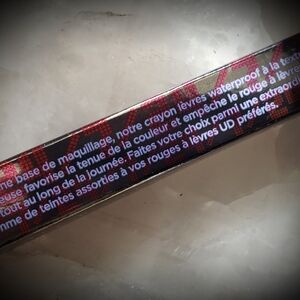 ne base de maquillage, notre crayon lèvres waterproof à la text
euse favorise la tenue de la couleur et empêche le rouge à lèvres
tout au long de la journée. Faites votre choix parmi une extraord
mme de teintes assorties à vos rouges à lèvres UD préférés.